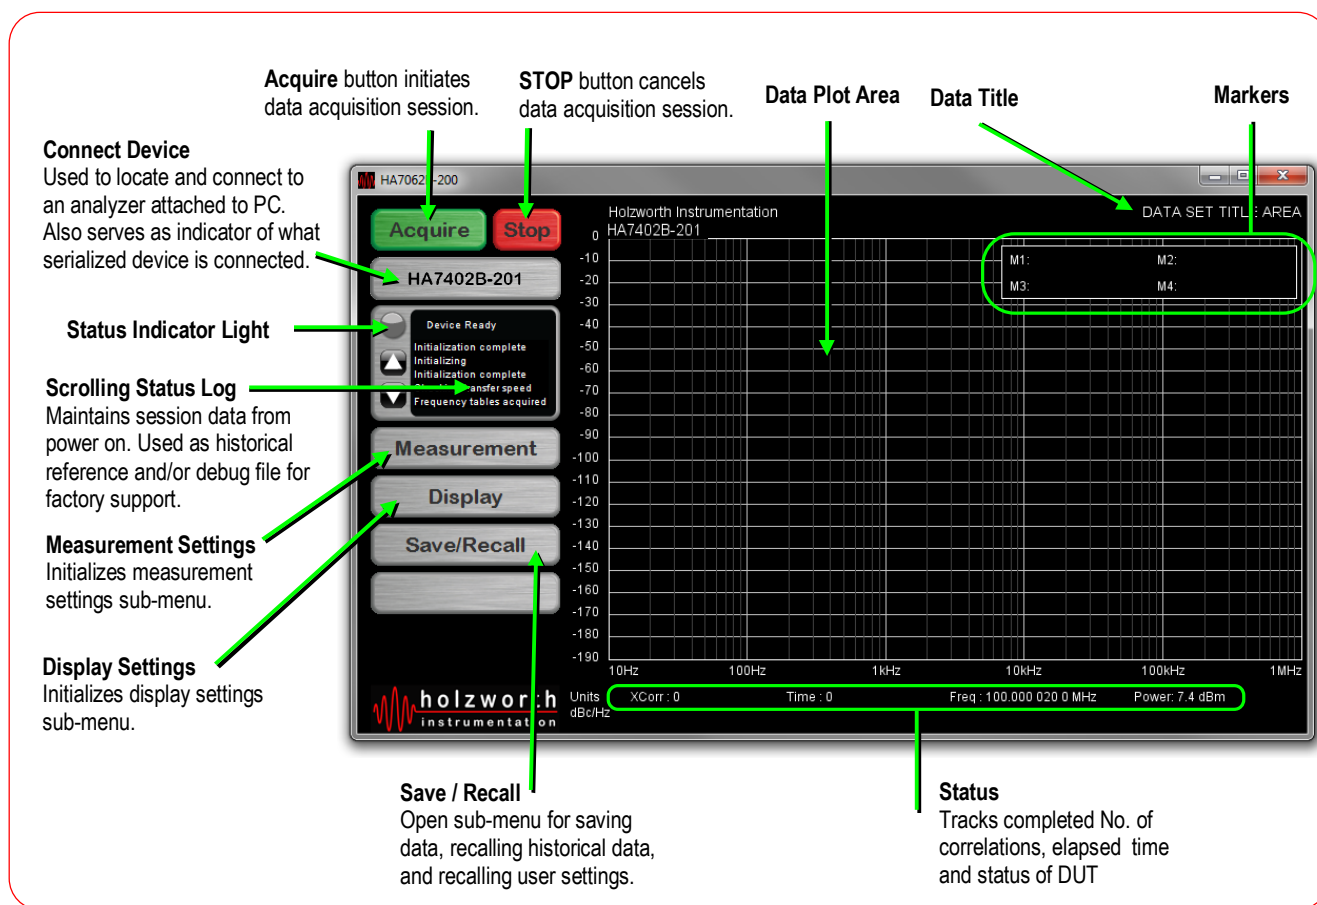 Acquire button initiates
data acquisition session.
STOP button cancels
data acquisition session.
Data Plot Area
Data Title
Markers
Connect Device
Used to locate and connect to
an analyzer attached to PC.
Also serves as indicator of what
serialized device is connected.
Status Indicator Light
Scrolling Status Log
Maintains session data from
power on. Used as historical
reference and/or debug file for
factory support.
Measurement Settings
Initializes measurement
settings sub-menu.
Display Settings
Initializes display settings
sub-menu.
-200
Acquire
Stop
HA7402B-201
Device Ready
Initialization complete
Initializing
Initialization complete
speed
Frequency tables acquired
Measurement
Display
Save/Recall
holzworth
instrumentation
Holzworth Instrumentation
HA7402B-201
DATA SET TITLE AREA
M1: M2:
M3: M4:
0
-10
-20
-30
-40
-50
-60
-70
-80
-90
-100
-110
-120
-130
-140
-150
-160
-170
-180
-190
10Hz 100Hz 1kHz 10kHz 100kHz 1MHz
Units XCorr : 0 Time : 0 Freq : 100.000 020 0 MHz Power: 7.4 dBm
dBc/Hz
Save / Recall
Open sub-menu for saving
data, recalling historical data,
and recalling user settings.
Status
Tracks completed No. of
correlations, elapsed time
and status of DUT